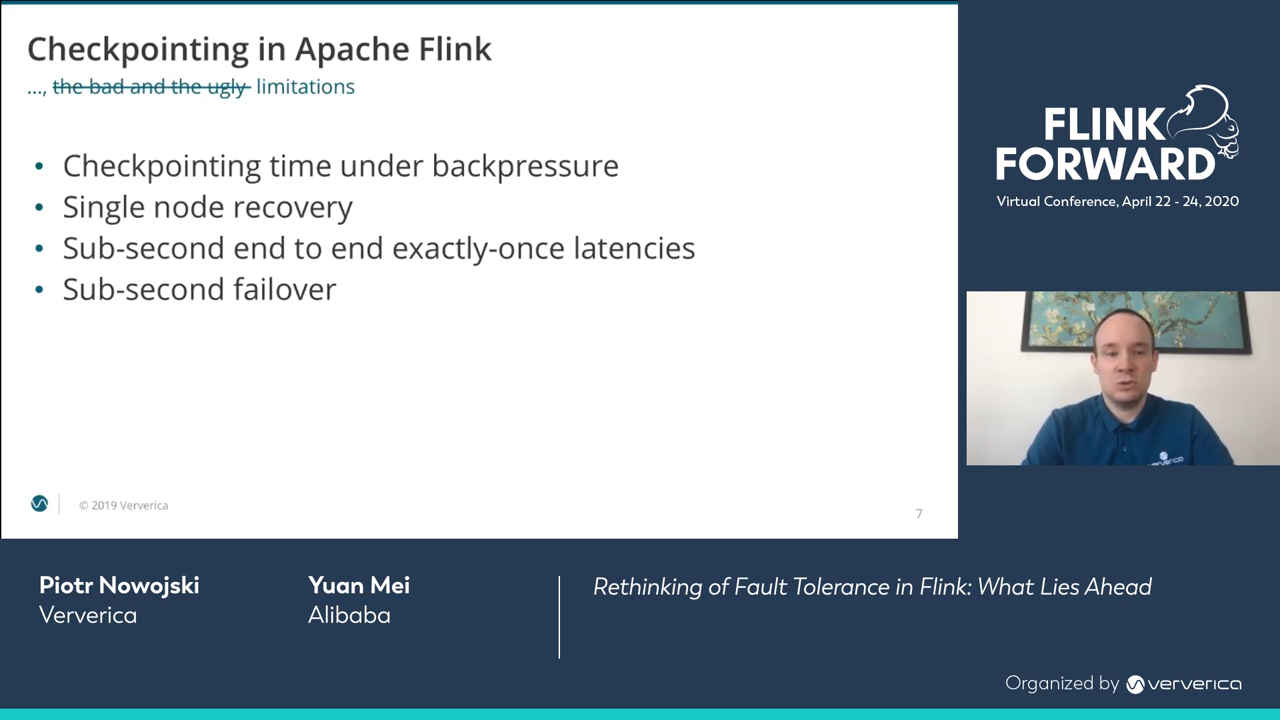 Checkpointing in Apache Flink
..., the bad and the ugly limitations
• Checkpointing time under backpressure
• Single node recovery
• Sub-second end to end exactly-once latencies
• Sub-second failover
© 2019 Ververica
7
FLINK
FORWARD
Virtual Conference, April 22 - 24, 2020
ververica
Piotr Nowojski
Ververica
Yuan Mei
Alibaba
Rethinking of Fault Tolerance in Flink: What Lies Ahead
Organized by ververica